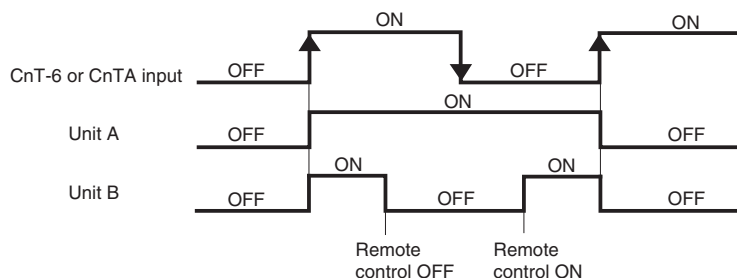 ON
ON
OFF
OFF
CnT-6 or CnTA input
ON
Unit A
OFF
OFF
ON
Unit B
OFF
OFF
OFF
ON
Remote
control OFF
Remote
control ON